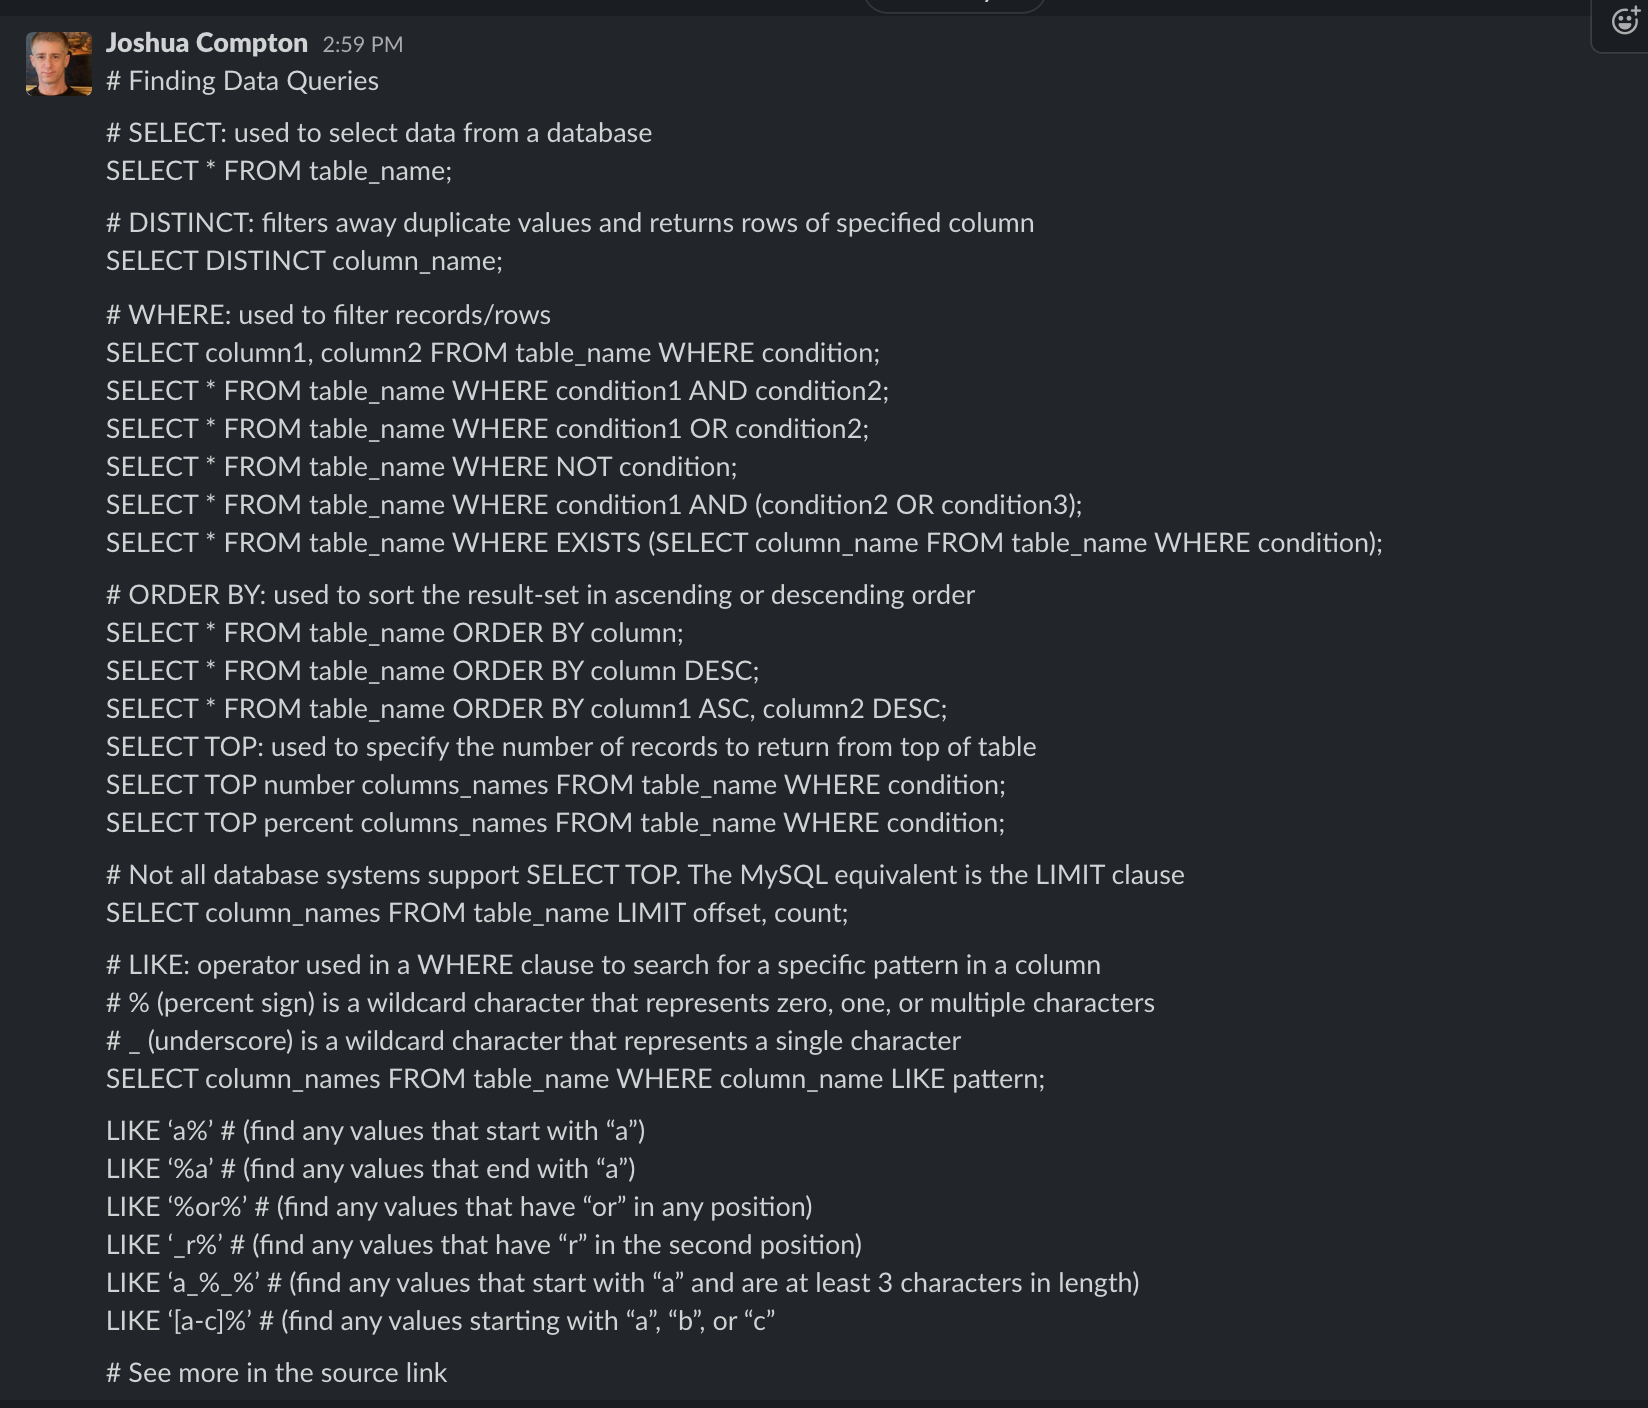 Joshua Compton 2:59 PM
# Finding Data Queries
# SELECT: used to select data from a database
SELECT * FROM table_name;
# DISTINCT: filters away duplicate values and returns rows of specified column
SELECT DISTINCT column_name;
# WHERE: used to filter records/rows
SELECT column1, column2 FROM table_name WHERE condition;
SELECT * FROM table_name WHERE condition1 AND condition2;
SELECT * FROM table_name WHERE condition1 OR condition2;
SELECT * FROM table_name WHERE NOT condition;
SELECT * FROM table_name WHERE condition1 AND (condition2 OR condition3);
SELECT * FROM table_name WHERE EXISTS (SELECT column_name FROM table_name WHERE condition);
# ORDER BY: used to sort the result-set in ascending or descending order
SELECT * FROM table_name ORDER BY column;
SELECT * FROM table_name ORDER BY column DESC;
SELECT * FROM table_name ORDER BY column1 ASC, column2 DESC;
SELECT TOP: used to specify the number of records to return from top of table
SELECT TOP number columns_names FROM table_name WHERE condition;
SELECT TOP percent columns_names FROM table_name WHERE condition;
# Not all database systems support SELECT TOP. The MySQL equivalent is the LIMIT clause
SELECT column_names FROM table_name LIMIT offset, count;
# LIKE: operator used in a WHERE clause to search for a specific pattern in a column
# % (percent sign) is a wildcard character that represents zero, one, or multiple characters
# _ (underscore) is a wildcard character that represents a single character
SELECT column_names FROM table_name WHERE column_name LIKE pattern;
LIKE ‘a%’ # (find any values that start with “a”)
LIKE ‘%a’ # (find any values that end with “a”)
LIKE ‘%or%’ # (find any values that have “or” in any position)
LIKE ‘_r%’ # (find any values that have “r” in the second position)
LIKE ‘a_%_%’ # (find any values that start with “a” and are at least 3 characters in length)
LIKE ‘[a-c]%’ # (find any values starting with “a”, “b”, or “c”
# See more in the source link